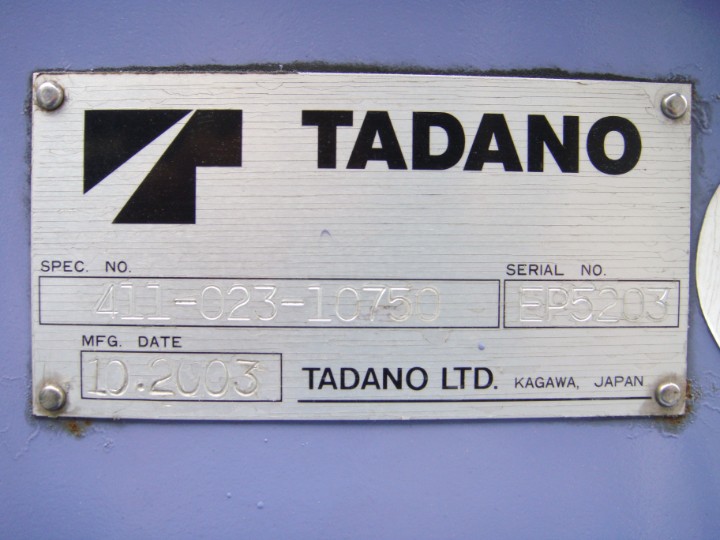 TADANO
SPEC. NO.
411-023-10750
SERIAL NO.
EP5203
MFG. DATE
10.2003
TADANO LTD. KAGAWA, JAPAN